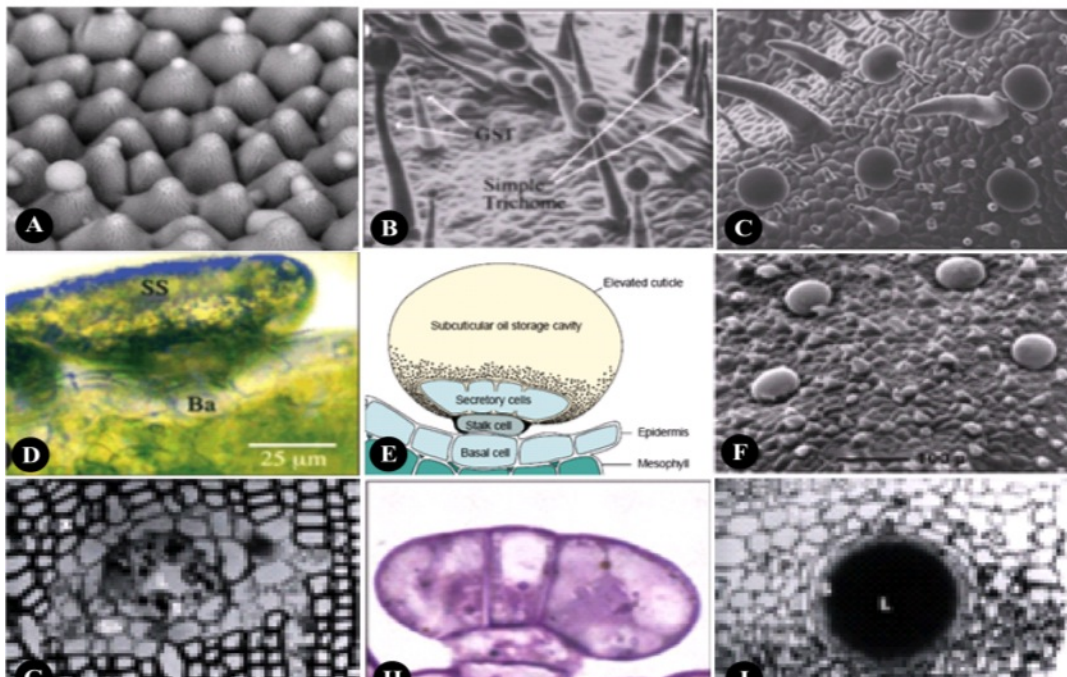 A
B
GST
Simple
Trichome
C
D
SS
Ba
25 μm
E
Elevated cuticle
Subcuticular oil storage cavity
Secretory cells
Stalk cell
Epidermis
Basal cell
Mesophyll
F
G
H
L